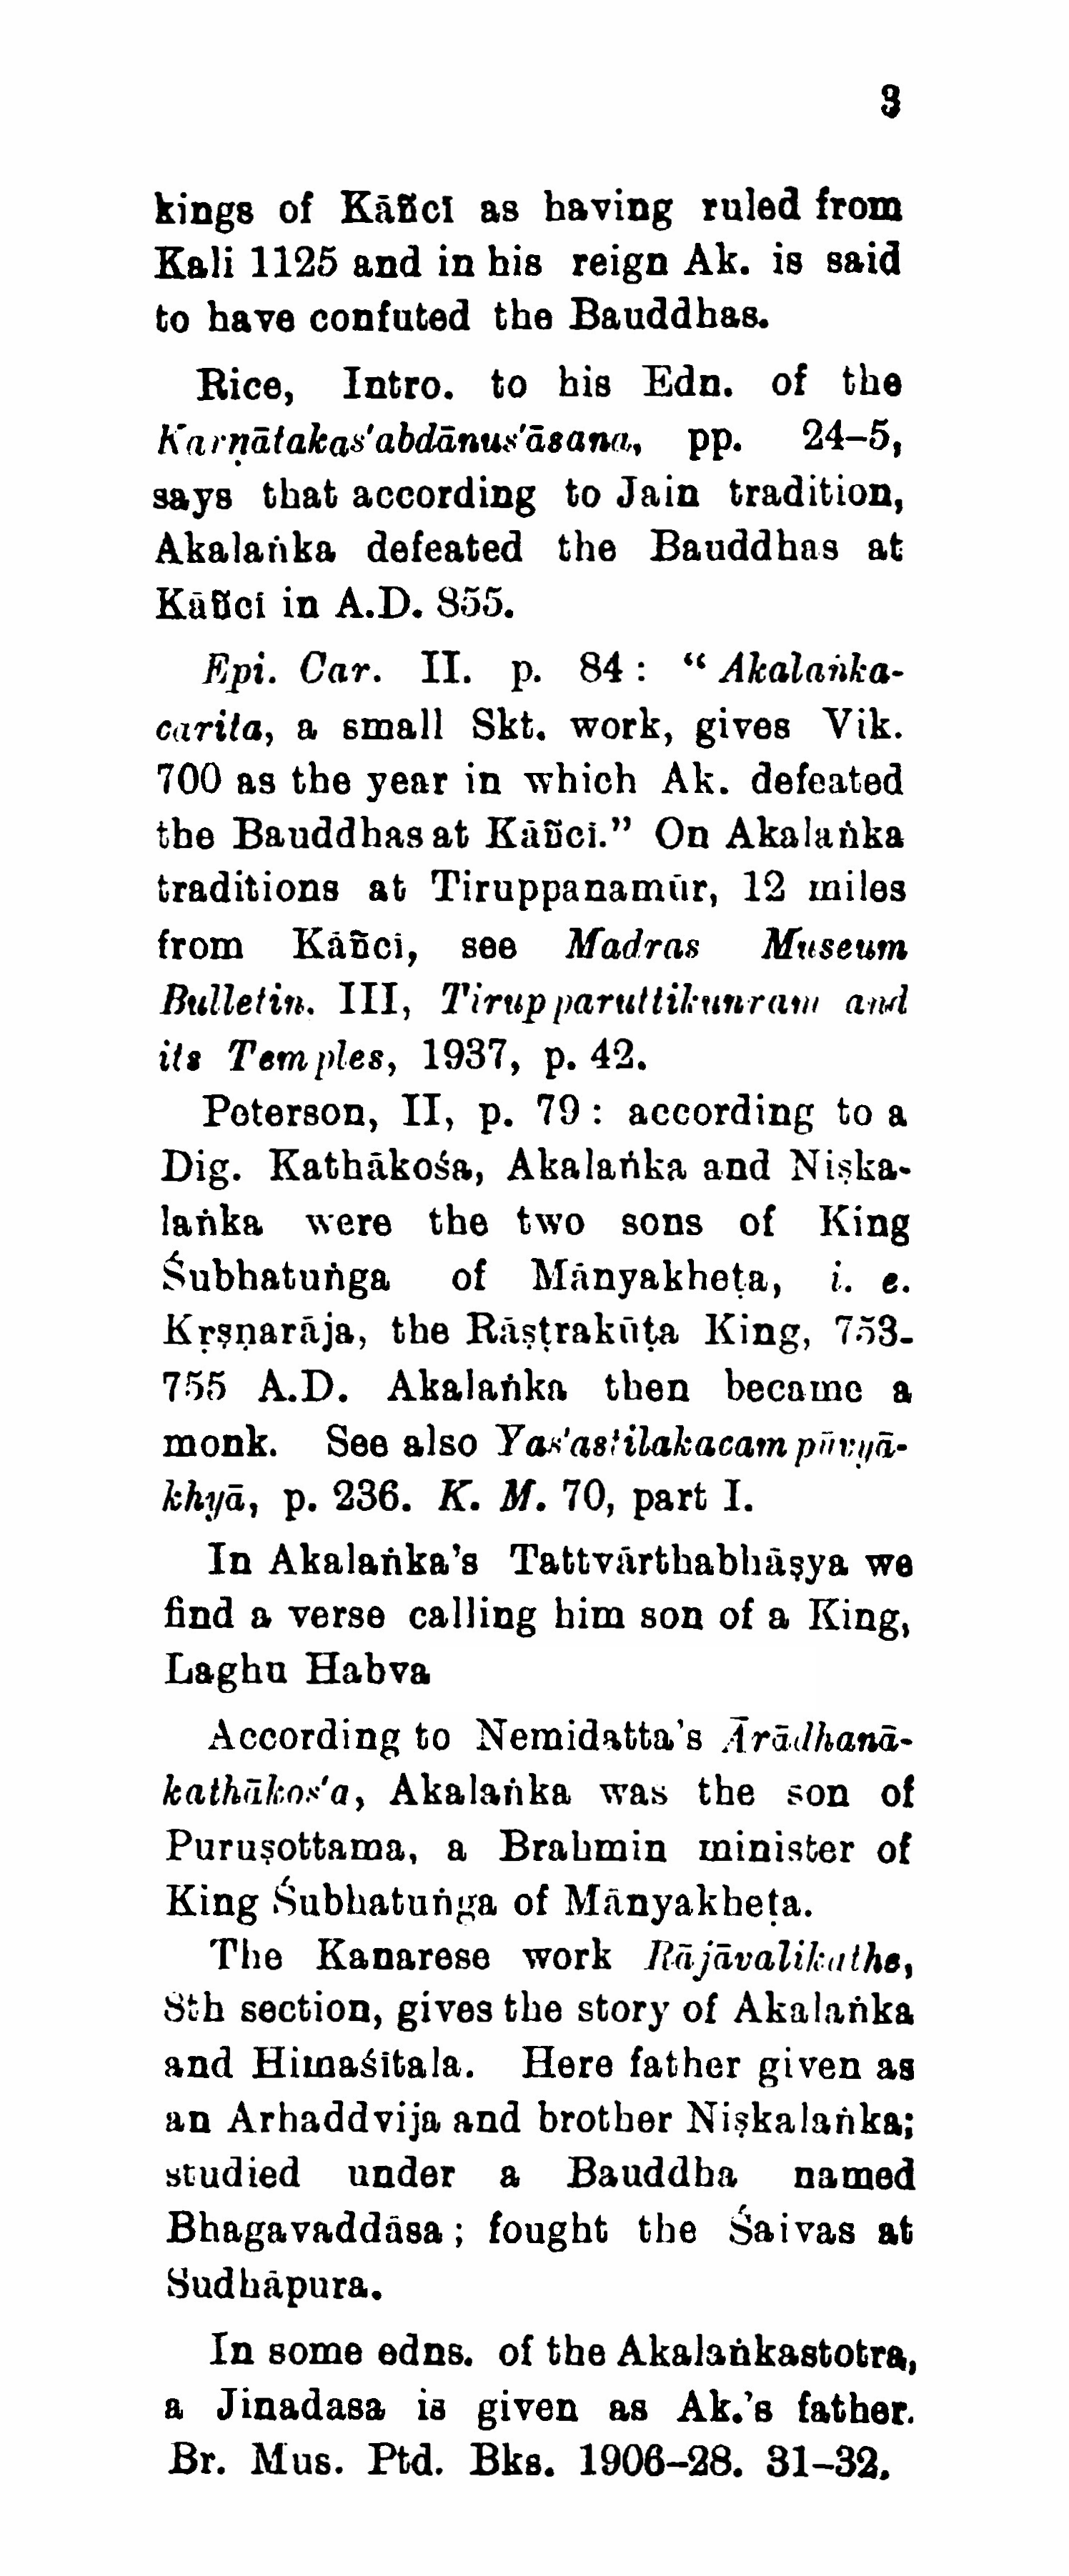 3
kings of Kāñcī as having ruled from
Kali 1125 and in his reign Ak. is said
to have confuted the Bauddhas.
Rice, Intro. to his Edn. of the
Karṇātakas'abdānus'āsana, pp. 24–5,
says that according to Jain tradition,
Akalaṅka defeated the Bauddhas at
Kāñcī in A.D. 855.
Epi. Car. II. p. 84 : “ Akalaṅka-
carita, a small Skt. work, gives Vik.
700 as the year in which Ak. defeated
the Bauddhas at Kāñcī.” On Akalaṅka
traditions at Tiruppanamūr, 12 miles
from Kāñcī, see Madras Museum
Bulletin. III, Tirupparuttikunram and
its Temples, 1937, p. 42.
Peterson, II, p. 79 : according to a
Dig. Kathākośa, Akalaṅka and Niṣka-
laṅka were the two sons of King
Śubhatuṅga of Mānyakheṭa, i. e.
Kṛṣṇarāja, the Rāṣṭrakūṭa King, 753-
755 A.D. Akalaṅka then became a
monk. See also Yas'astilakacampūvyā-
khyā, p. 236. K. M. 70, part I.
In Akalaṅka's Tattvārthabhāṣya we
find a verse calling him son of a King,
Laghu Habva
According to Nemidatta's Ārādhanā-
kathākos'a, Akalaṅka was the son of
Puruṣottama, a Brahmin minister of
King Śubhatuṅga of Mānyakheṭa.
The Kanarese work Rājāvalikathe,
8th section, gives the story of Akalaṅka
and Himaśītala. Here father given as
an Arhaddvija and brother Niṣkalaṅka;
studied under a Bauddha named
Bhagavaddāsa ; fought the Śaivas at
Sudhāpura.
In some edns. of the Akalaṅkastotra,
a Jinadasa is given as Ak.'s father.
Br. Mus. Ptd. Bks. 1906–28. 31–32.